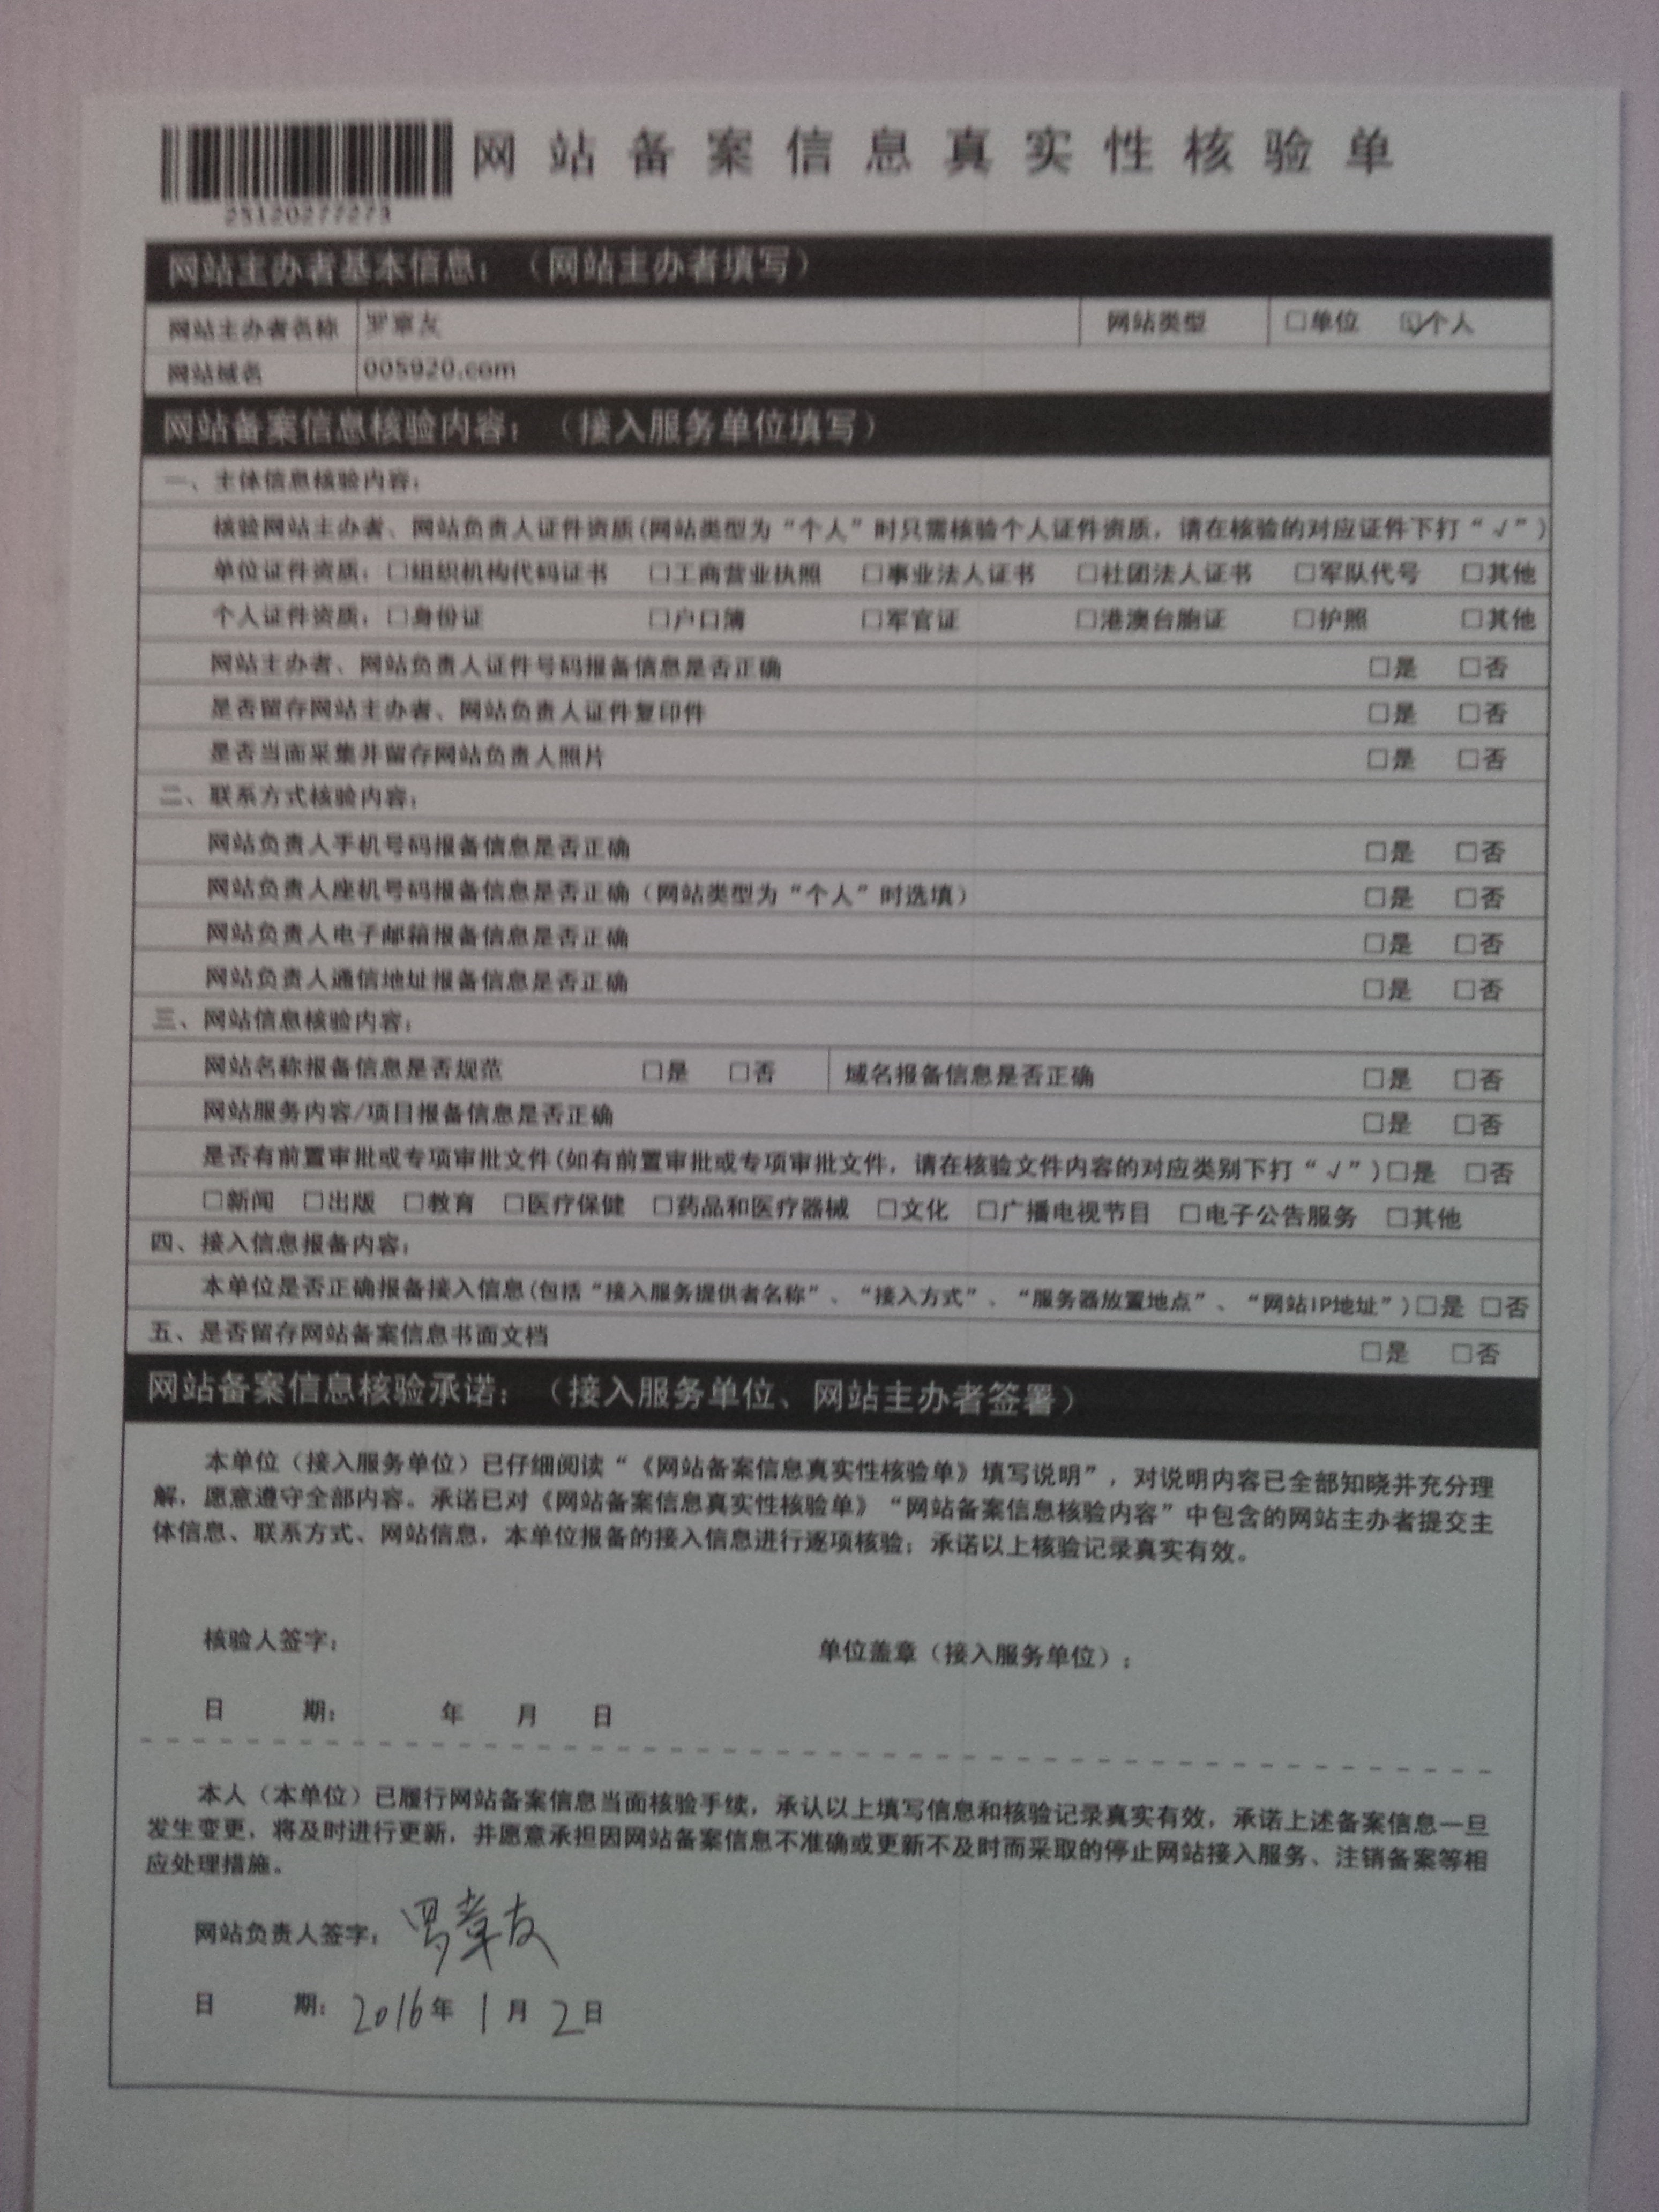 网站备案信息真实性核验单
25120277273
网站主办者基本信息：（网站主办者填写）
网站主办者名称 罗章友 网站类型 □单位 ☑个人
网站域名 005920.com
网站备案信息核验内容：（接入服务单位填写）
一、主体信息核验内容：
核验网站主办者、网站负责人证件资质(网站类型为“个人”时只需核验个人证件资质，请在核验的对应证件下打“√”)
单位证件资质：□组织机构代码证书 □工商营业执照 □事业法人证书 □社团法人证书 □军队代号 □其他
个人证件资质：□身份证 □户口簿 □军官证 □港澳台胞证 □护照 □其他
网站主办者、网站负责人证件号码报备信息是否正确 □是 □否
是否留存网站主办者、网站负责人证件复印件 □是 □否
是否当面采集并留存网站负责人照片 □是 □否
二、联系方式核验内容：
网站负责人手机号码报备信息是否正确 □是 □否
网站负责人座机号码报备信息是否正确（网站类型为“个人”时选填） □是 □否
网站负责人电子邮箱报备信息是否正确 □是 □否
网站负责人通信地址报备信息是否正确 □是 □否
三、网站信息核验内容：
网站名称报备信息是否规范 □是 □否 域名报备信息是否正确 □是 □否
网站服务内容/项目报备信息是否正确 □是 □否
是否有前置审批或专项审批文件(如有前置审批或专项审批文件，请在核验文件内容的对应类别下打“√”)□是 □否
□新闻 □出版 □教育 □医疗保健 □药品和医疗器械 □文化 □广播电视节目 □电子公告服务 □其他
四、接入信息报备内容：
本单位是否正确报备接入信息(包括“接入服务提供者名称”、“接入方式”、“服务器放置地点”、“网站IP地址”)□是 □否
五、是否留存网站备案信息书面文档 □是 □否
网站备案信息核验承诺：（接入服务单位、网站主办者签署）
本单位（接入服务单位）已仔细阅读“《网站备案信息真实性核验单》填写说明”，对说明内容已全部知晓并充分理
解，愿意遵守全部内容。承诺已对《网站备案信息真实性核验单》“网站备案信息核验内容”中包含的网站主办者提交主
体信息、联系方式、网站信息，本单位报备的接入信息进行逐项核验；承诺以上核验记录真实有效。
核验人签字： 单位盖章（接入服务单位）：
日 期： 年 月 日
本人（本单位）已履行网站备案信息当面核验手续，承认以上填写信息和核验记录真实有效，承诺上述备案信息一旦
发生变更，将及时进行更新，并愿意承担因网站备案信息不准确或更新不及时而采取的停止网站接入服务、注销备案等相
应处理措施。
网站负责人签字：罗章友
日 期：2016年 1月 2日